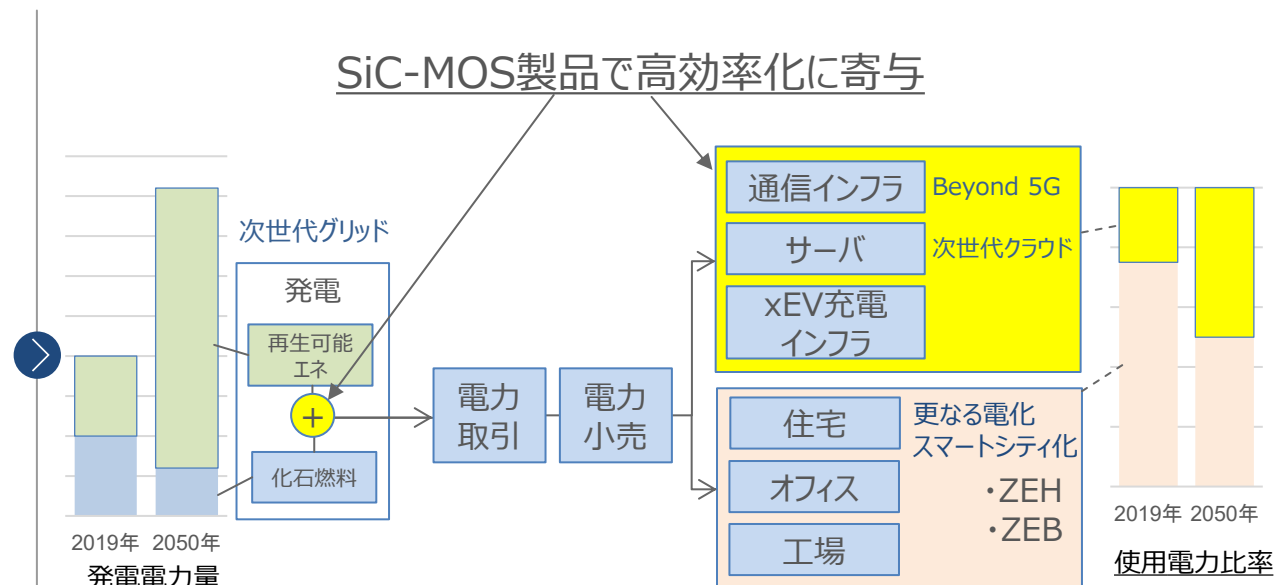 SiC-MOS製品で高効率化に寄与
次世代グリッド
発電
再生可能
エネ
+
化石燃料
2019年 2050年
発電電力量
電力
取引
電力
小売
通信インフラ
Beyond 5G
サーバ
次世代クラウド
xEV充電
インフラ
住宅
更なる電化
スマートシティ化
オフィス
・ZEH
・ZEB
工場
2019年 2050年
使用電力比率